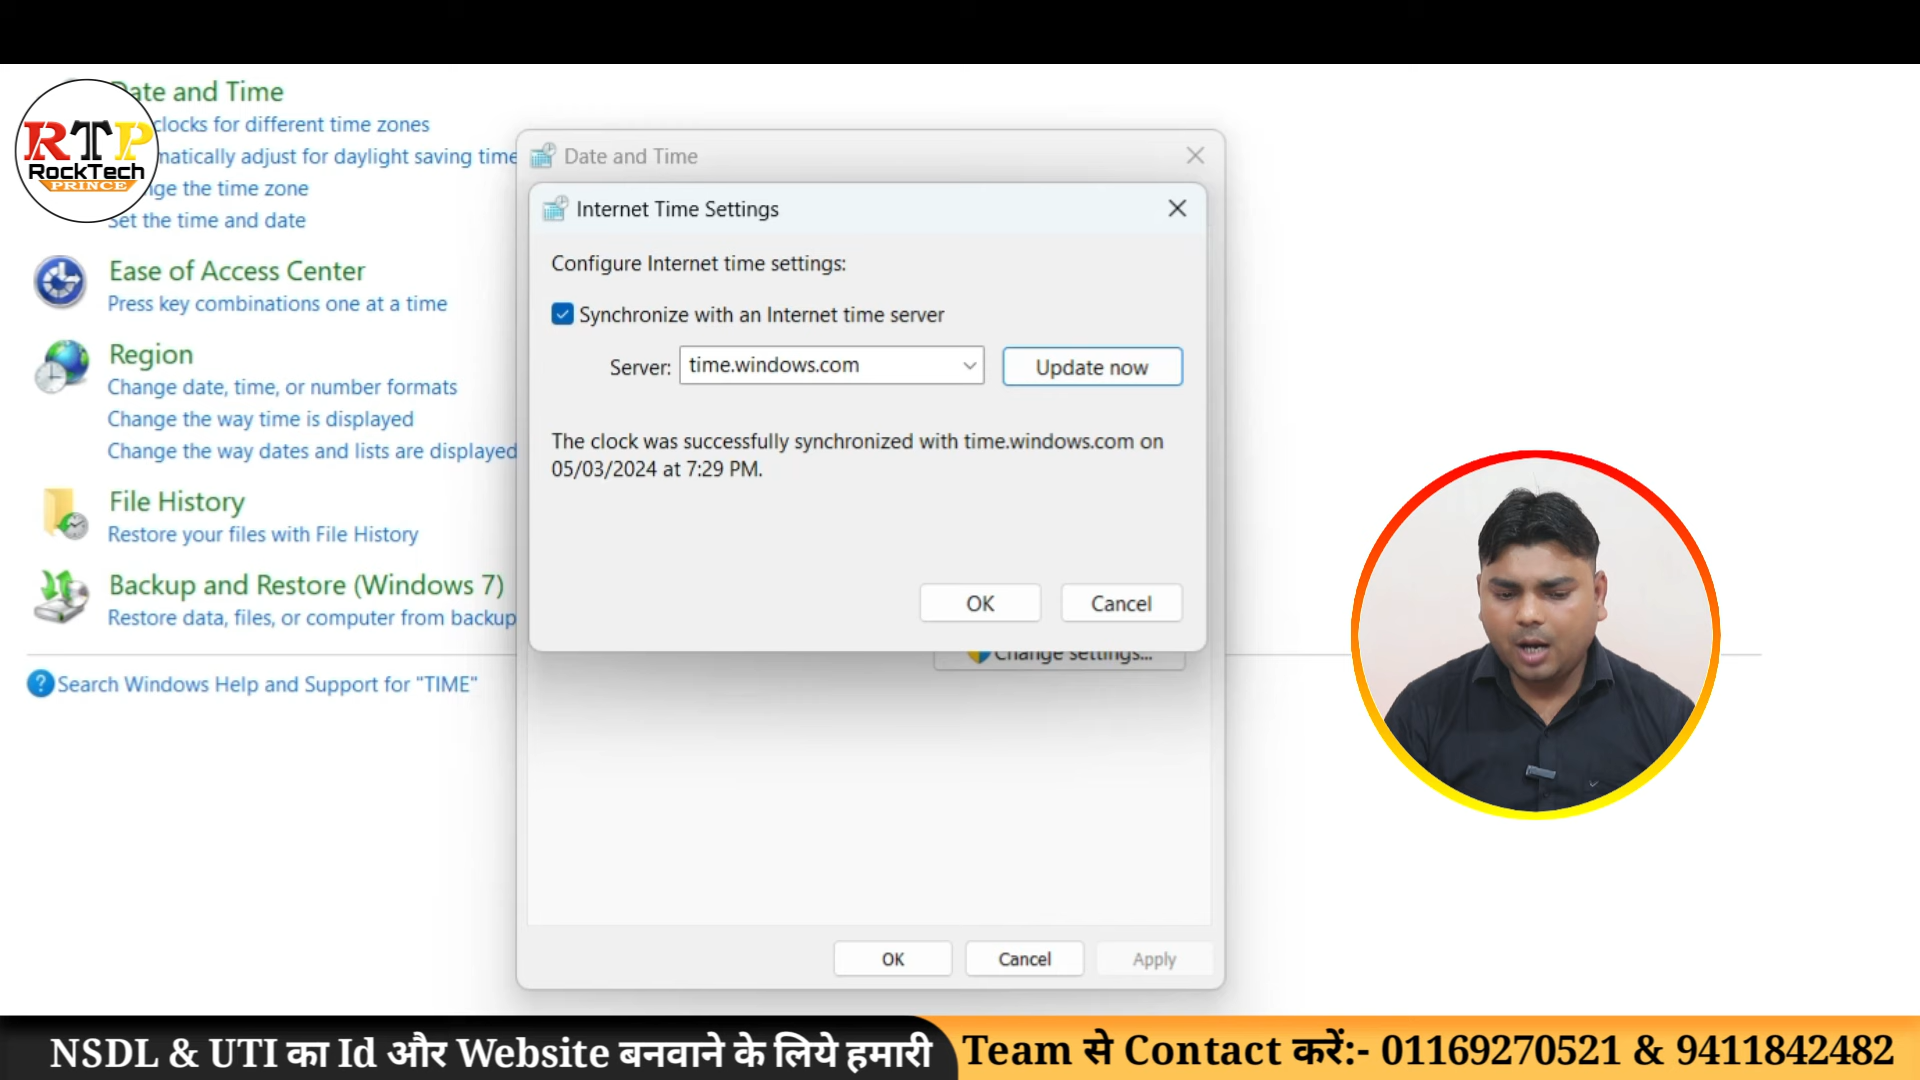 Date and Time
clocks for different time zones
matically adjust for daylight saving time
nge the time zone
Set the time and date
RTP
RockTech
PRINCE
Ease of Access Center
Press key combinations one at a time
Region
Change date, time, or number formats
Change the way time is displayed
Change the way dates and lists are displayed
File History
Restore your files with File History
Backup and Restore (Windows 7)
Restore data, files, or computer from backup
Search Windows Help and Support for "TIME"
Date and Time
Internet Time Settings
Configure Internet time settings:
Synchronize with an Internet time server
Server: time.windows.com Update now
The clock was successfully synchronized with time.windows.com on
05/03/2024 at 7:29 PM.
OK Cancel
Change settings...
OK Cancel Apply
NSDL & UTI का Id और Website बनवाने के लिये हमारी Team से Contact करें:- 01169270521 & 9411842482